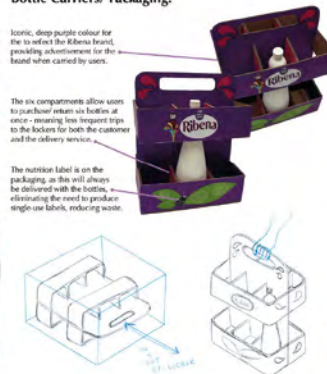 Bottle Carriers/ Packaging:
Iconic, deep purple colour for
the to reflect the Ribena brand,
providing advertisement for the
brand when carried by users.
The six compartments allow users
to purchase/ return six bottles at
once - meaning less frequent trips
to the lockers for both the customer
and the delivery service.
The nutrition label is on the
packaging, as this will always
be delivered with the bottles,
eliminating the need to produce
single-use labels, reducing waste.
Ribena
Ribena